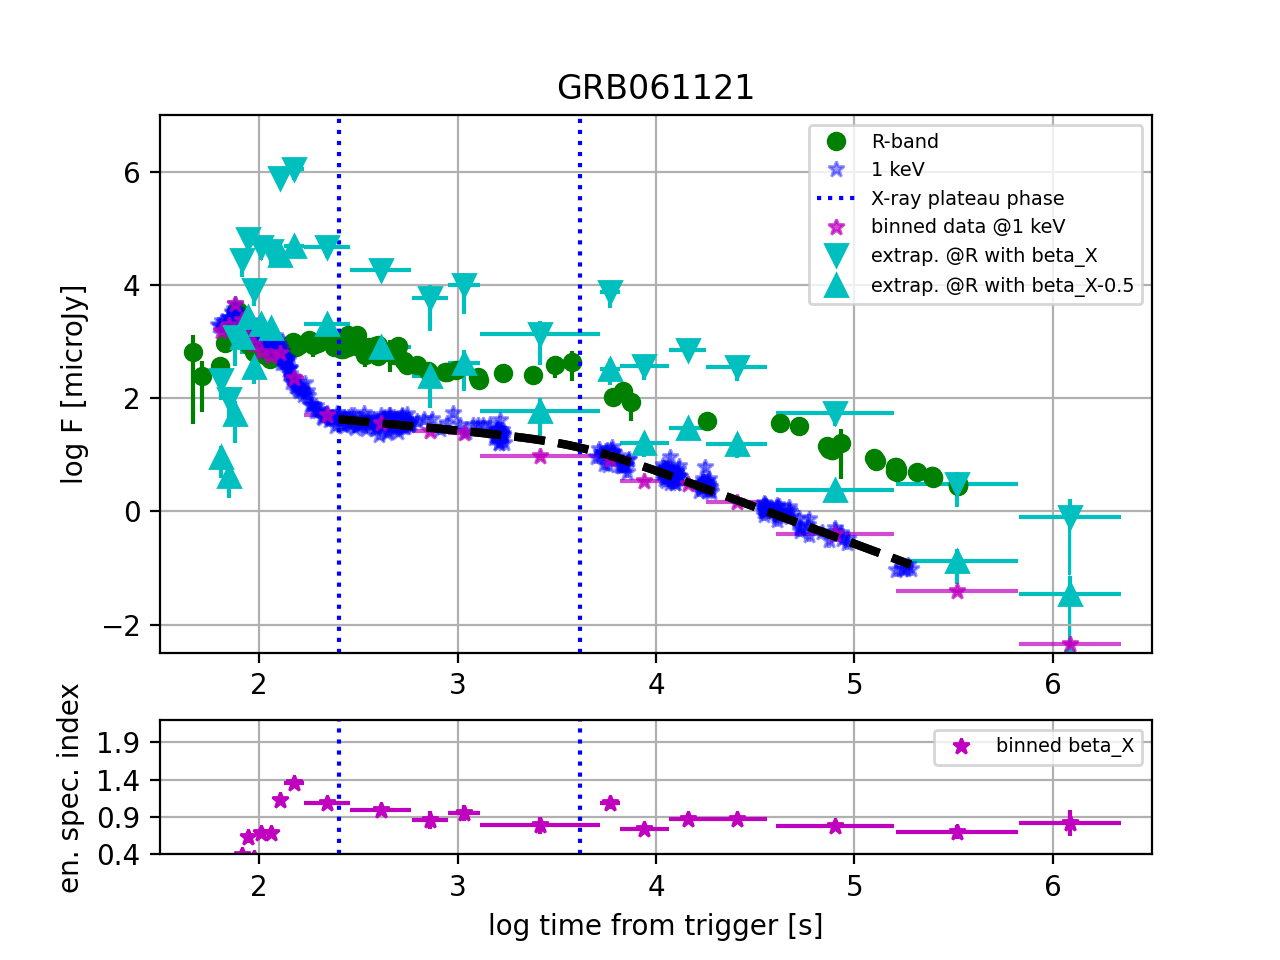 GRB061121
log F [microJy]
6
4
2
0
−2
R-band
1 keV
X-ray plateau phase
binned data @1 keV
extrap. @R with beta_X
extrap. @R with beta_X-0.5
2 3 4 5 6
en. spec. index
1.9
1.4
0.9
0.4
binned beta_X
2 3 4 5 6
log time from trigger [s]